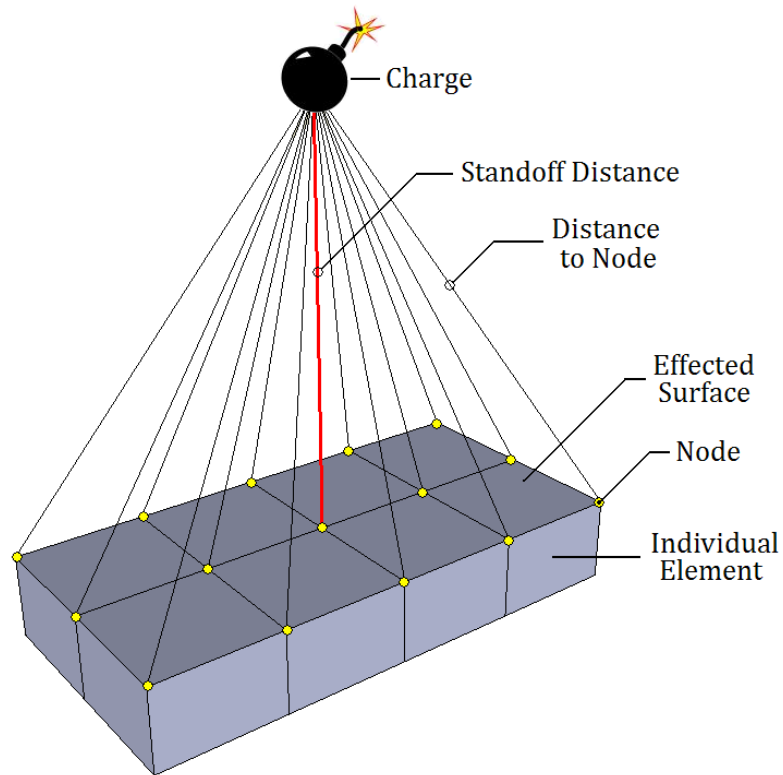 Charge
Standoff Distance
Distance
to Node
Effected
Surface
Node
Individual
Element